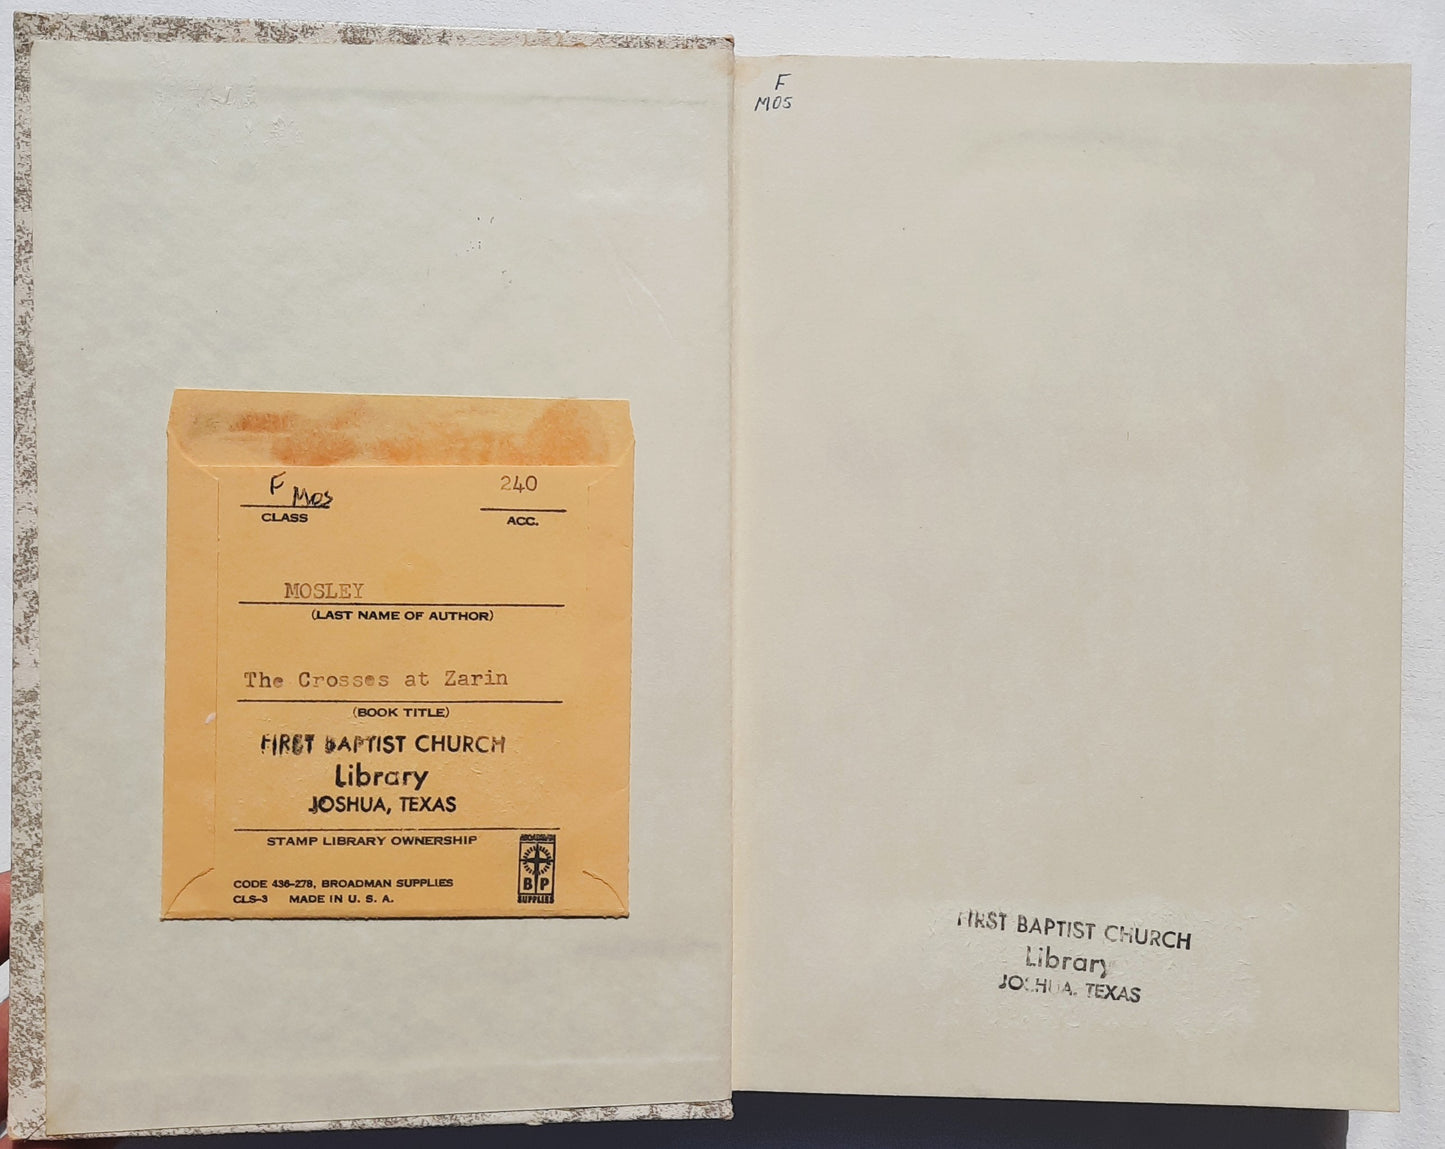 F
MOS
CLASS
240
ACC.
MOSLEY
(LAST NAME OF AUTHOR)
The Crosses at Zarin
(BOOK TITLE)
FIRST BAPTIST CHURCH
Library
JOSHUA, TEXAS
STAMP LIBRARY OWNERSHIP
CODE 436-278, BROADMAN SUPPLIES
CLS-3 MADE IN U. S. A.
BROADMAN
B P
SUPPLIES
F
MOS
FIRST BAPTIST CHURCH
Library
JOSHUA, TEXAS